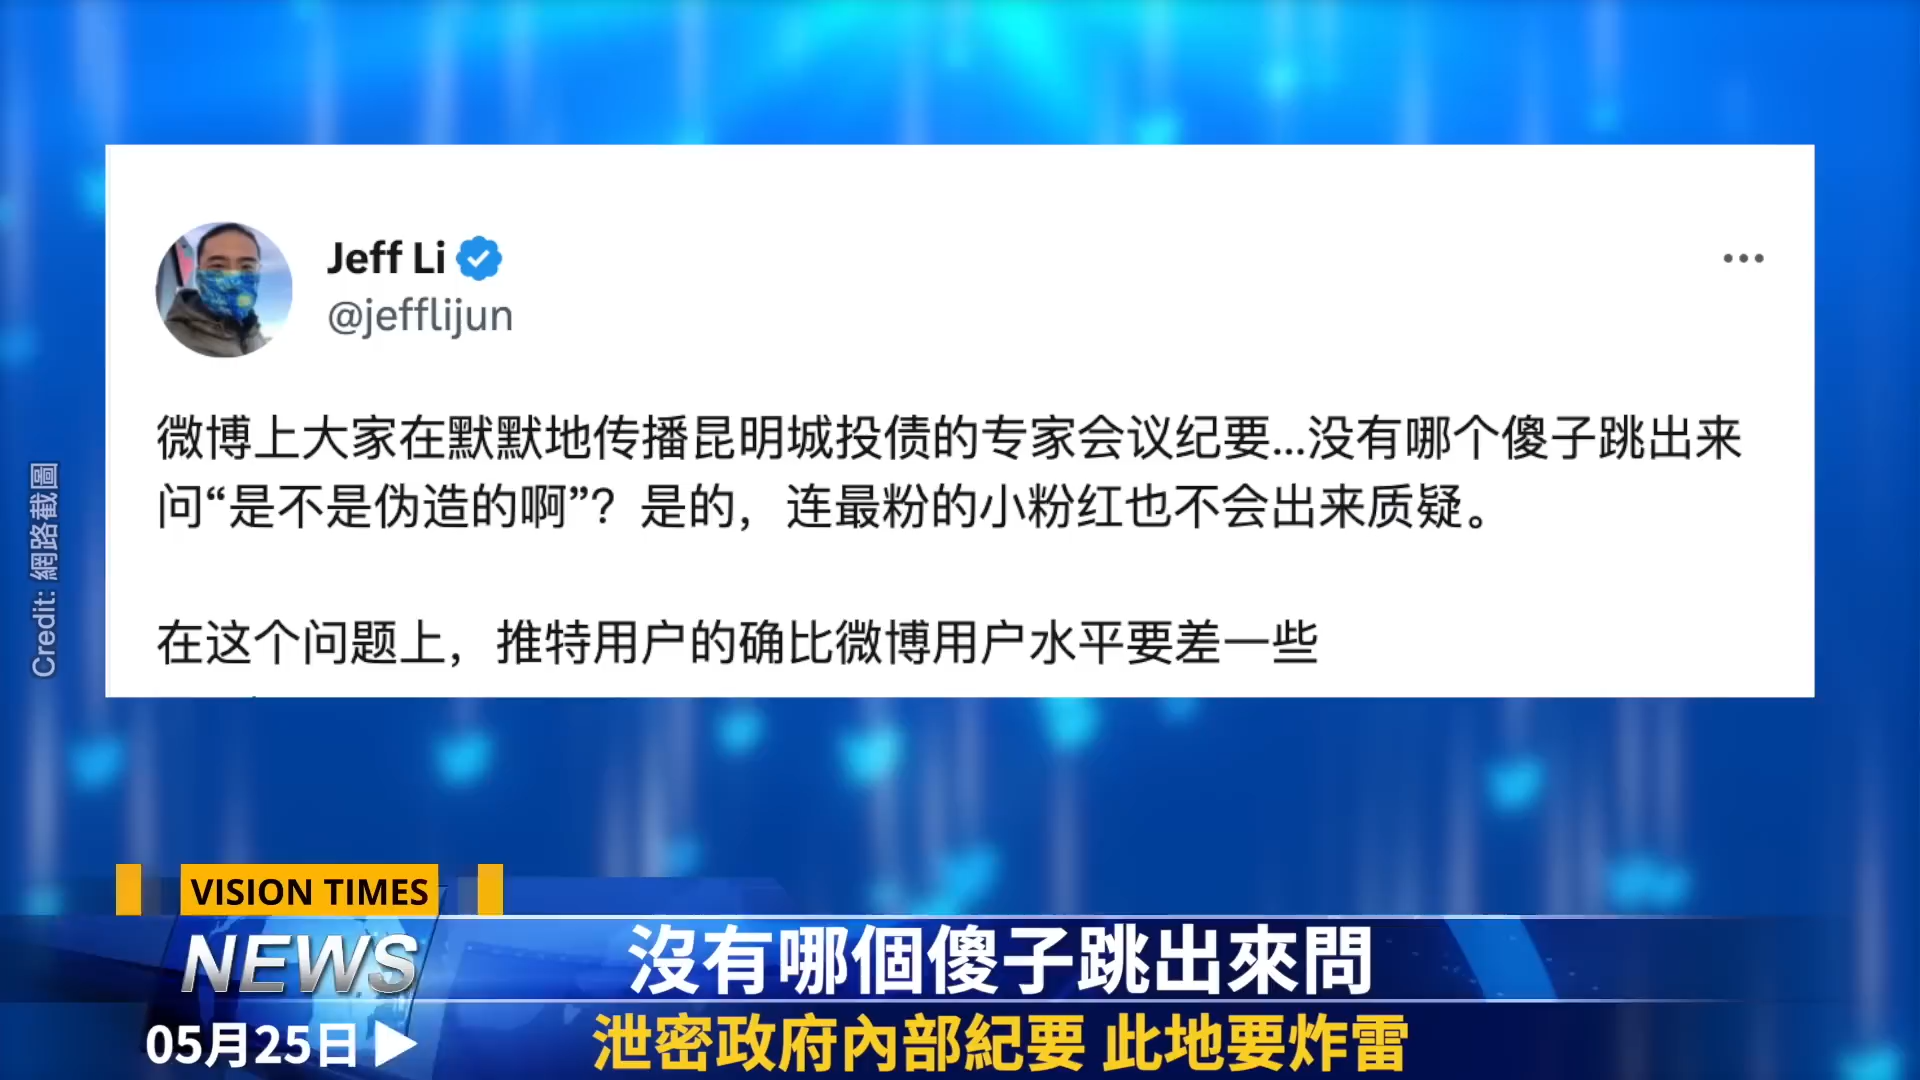 Jeff Li
@jefflijun
微博上大家在默默地传播昆明城投债的专家会议纪要...没有哪个傻子跳出来
问“是不是伪造的啊”？是的，连最粉的小粉红也不会出来质疑。
在这个问题上，推特用户的确比微博用户水平要差一些
Credit: 網路截圖
VISION TIMES
NEWS
沒有哪個傻子跳出來問
05月25日
泄密政府內部紀要 此地要炸雷